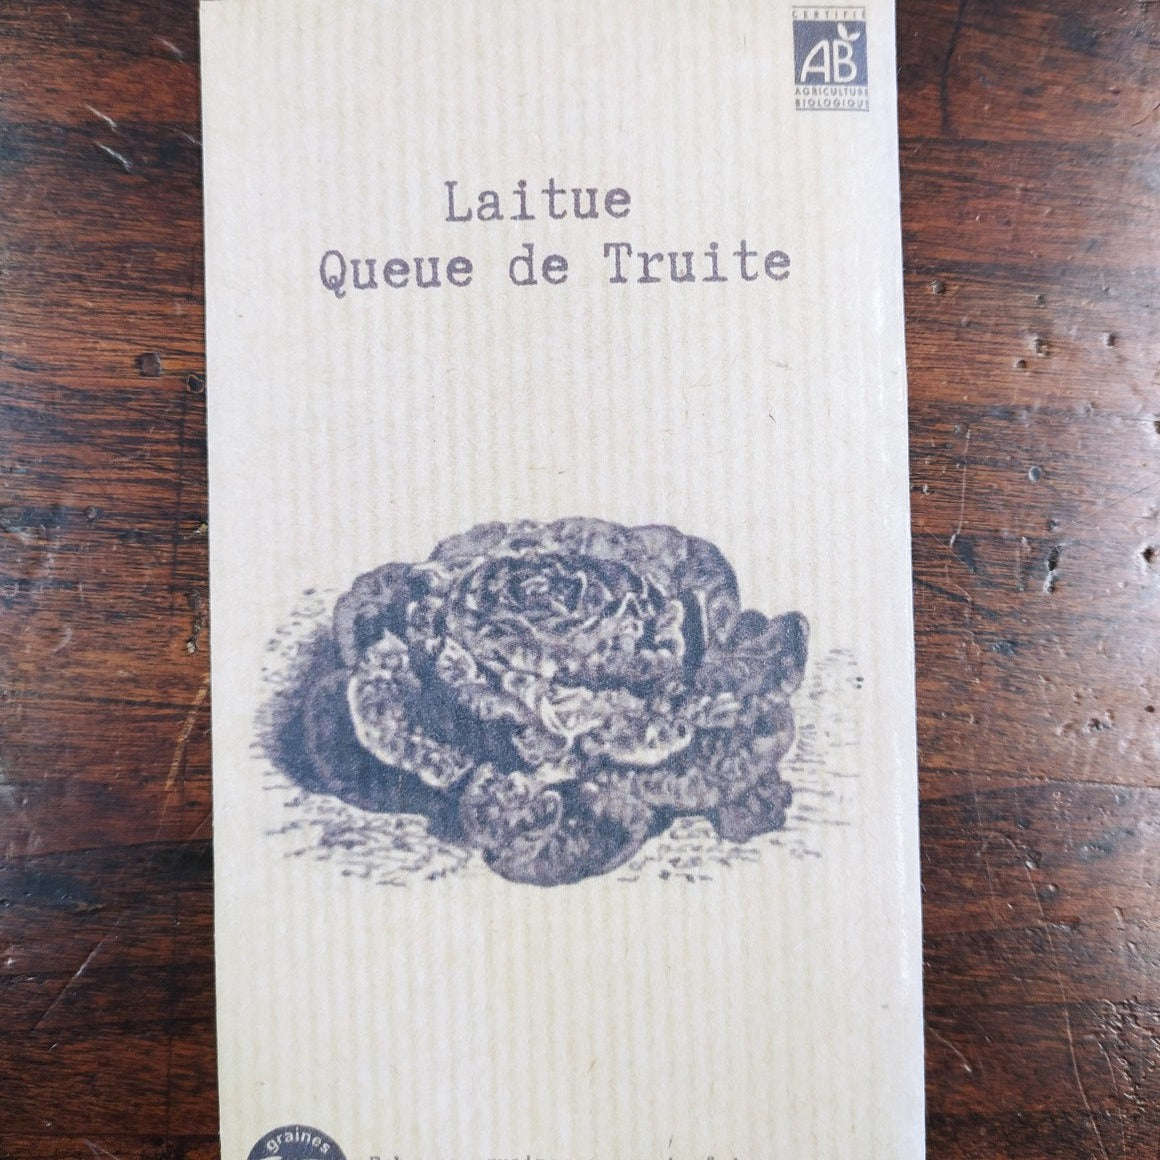 CERTIFIÉ
AB
AGRICULTURE
BIOLOGIQUE
Laitue
Queue de Truite
graines